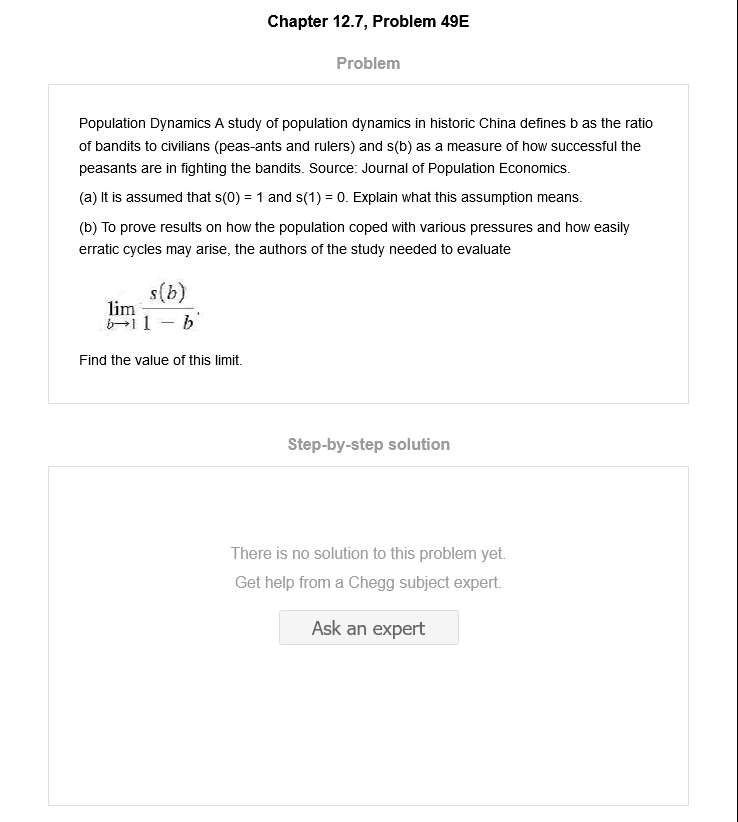 Chapter 12.7, Problem 49E
Problem
Population Dynamics A study of population dynamics in historic China defines b as the ratio
of bandits to civilians (peas-ants and rulers) and s(b) as a measure of how successful the
peasants are in fighting the bandits. Source: Journal of Population Economics.
(a) It is assumed that s(0) = 1 and s(1) = 0. Explain what this assumption means.
(b) To prove results on how the population coped with various pressures and how easily
erratic cycles may arise, the authors of the study needed to evaluate
s(b)
lim
b→1 1 − b.
Find the value of this limit.
Step-by-step solution
There is no solution to this problem yet.
Get help from a Chegg subject expert.
Ask an expert